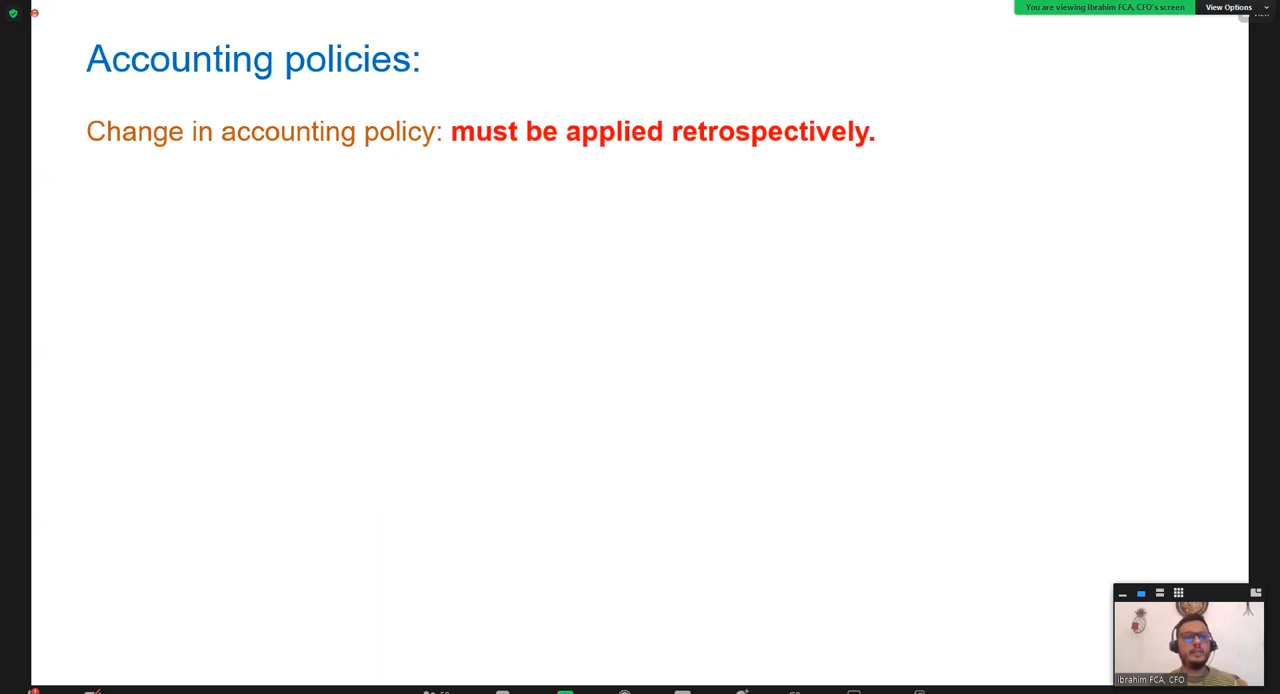 You are viewing Ibrahim FCA, CFO's screen
View Options
Accounting policies:
Change in accounting policy: must be applied retrospectively.
Ibrahim FCA, CFO